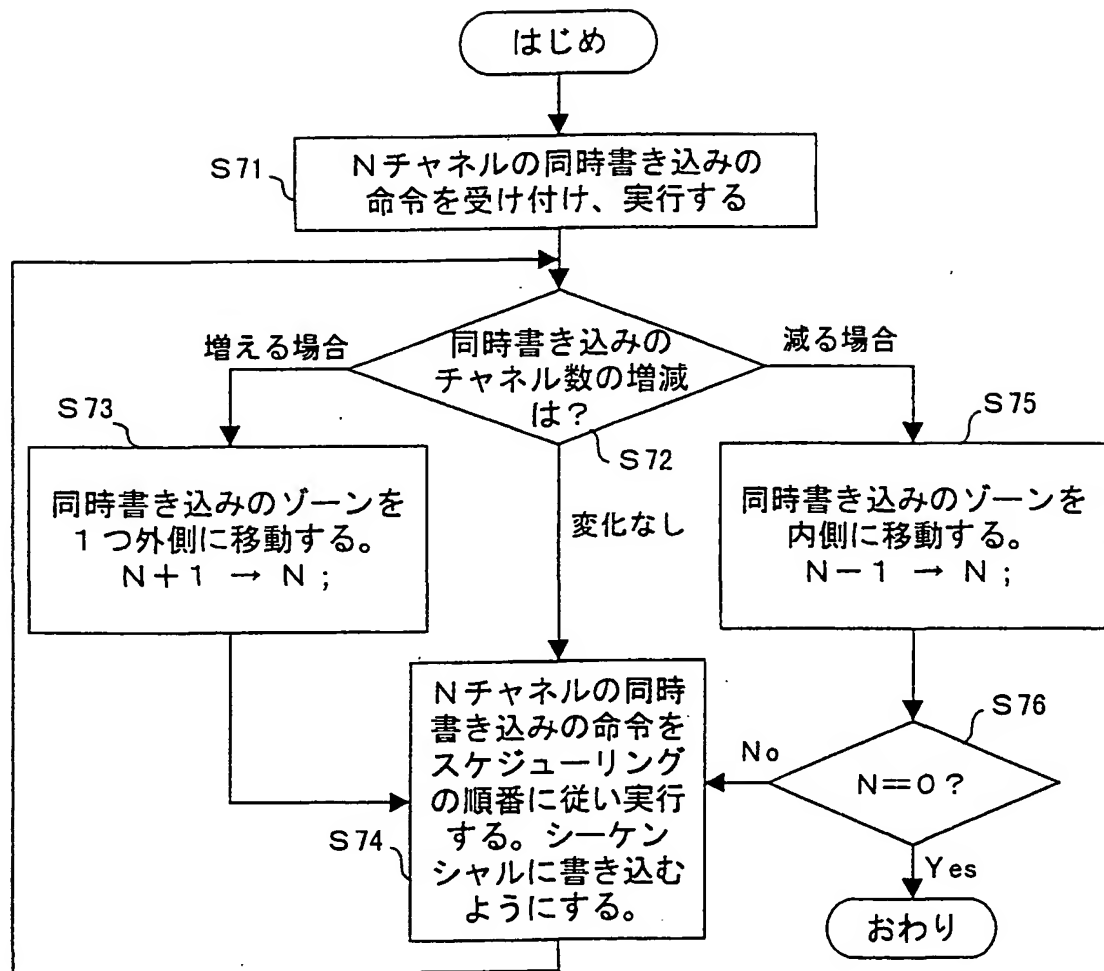 はじめ
S71
Nチャネルの同時書き込みの
命令を受け付け、実行する
増える場合
同時書き込みの
チャネル数の増減
は?
減る場合
S72
S73
同時書き込みのゾーンを
1つ外側に移動する。
N+1 → N;
変化なし
S75
同時書き込みのゾーンを
内側に移動する。
N-1 → N;
S74
Nチャネルの同時
書き込みの命令を
スケジューリング
の順番に従い実行
する。シーケン
シャルに書き込む
ようにする。
S76
No
N==0?
Yes
おわり